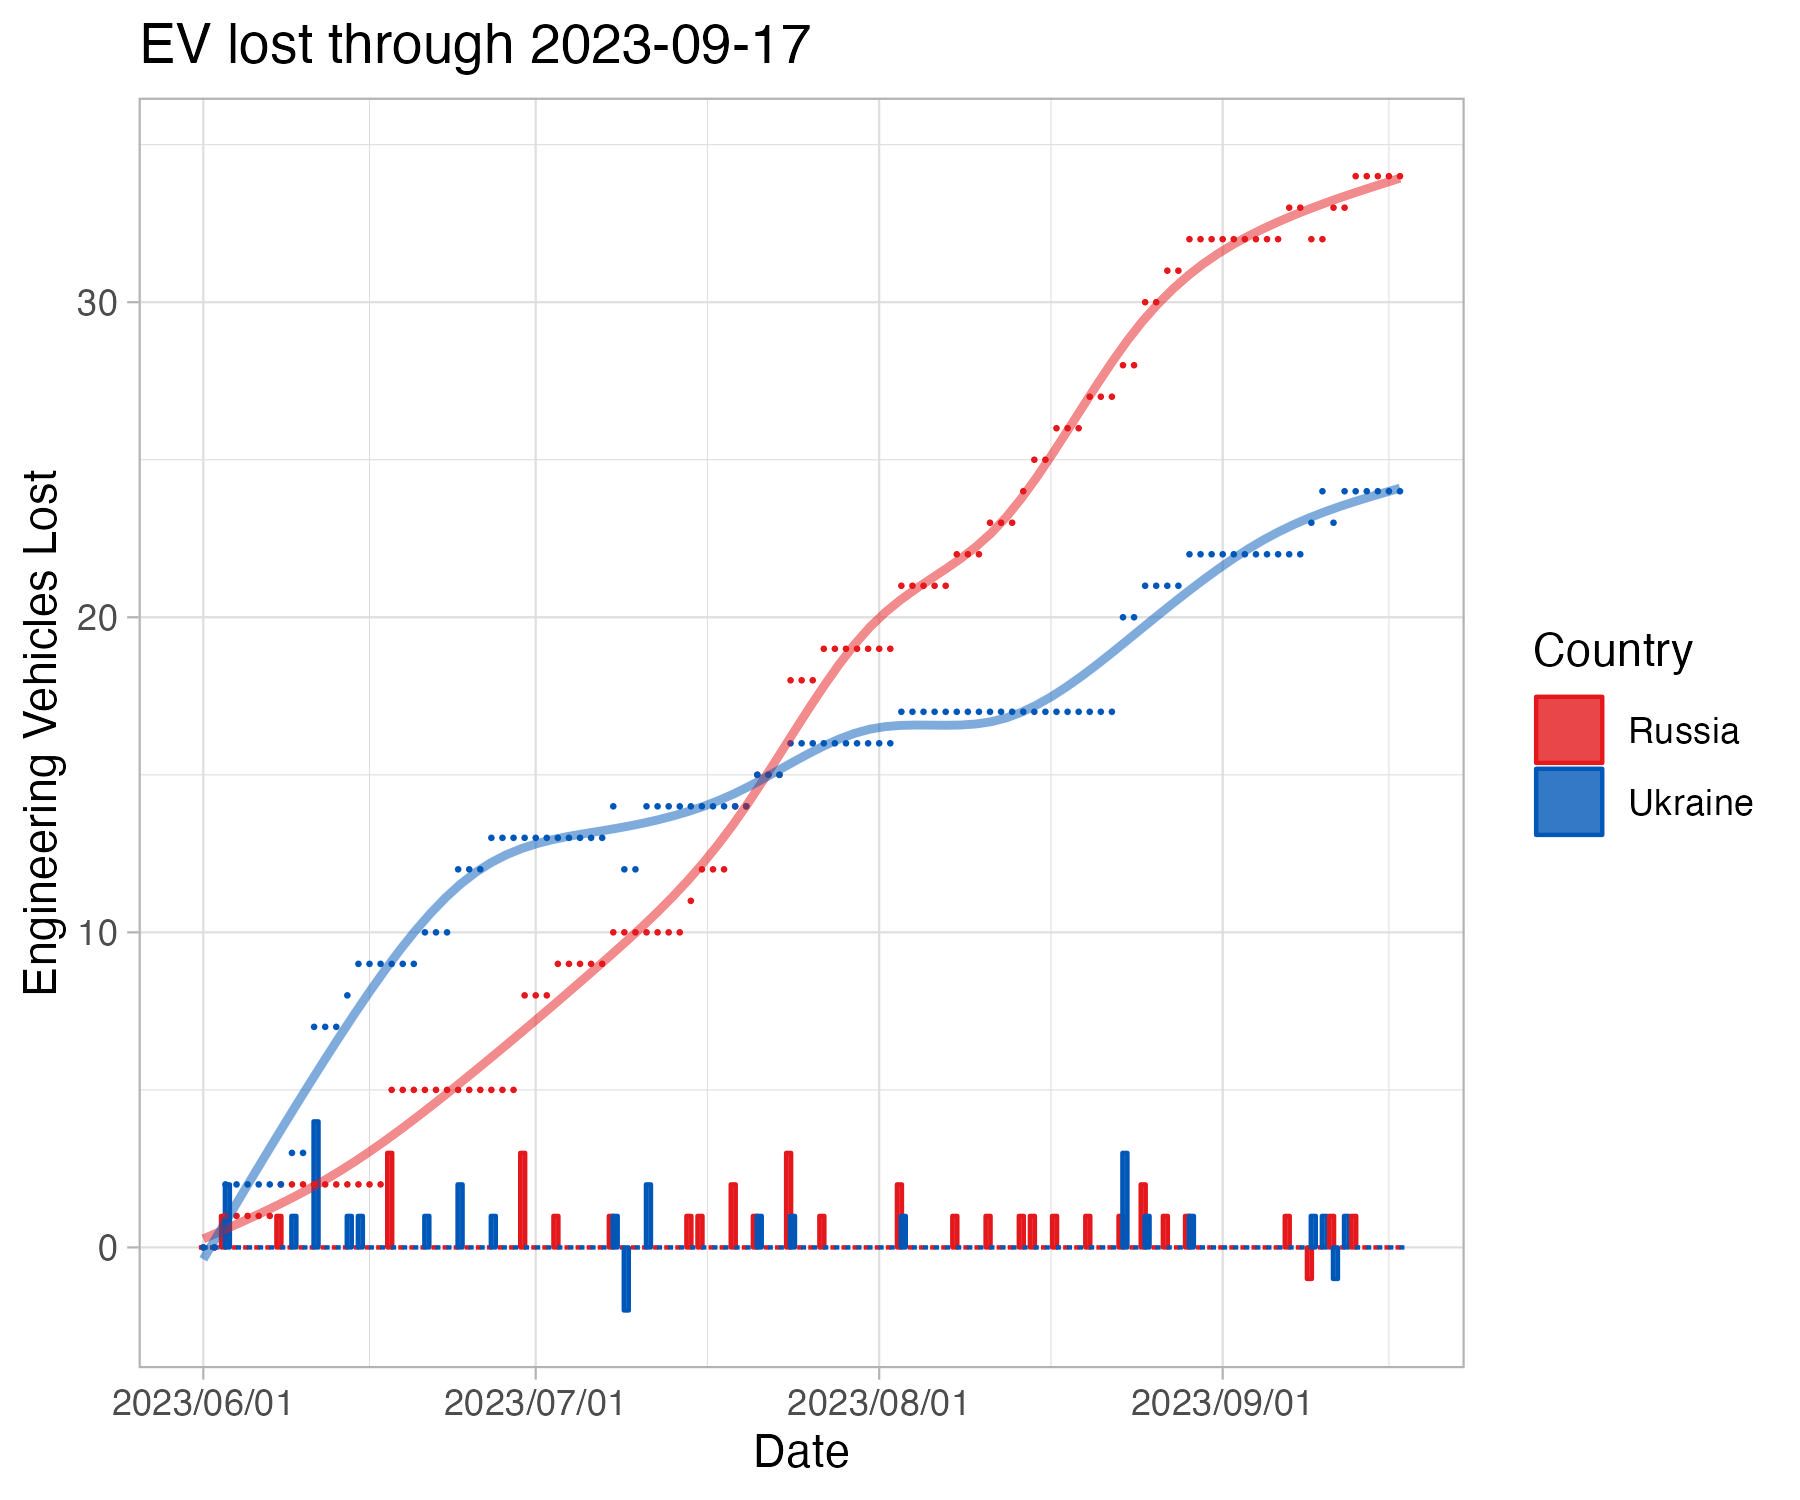 EV lost through 2023-09-17
Engineering Vehicles Lost
30
20
10
0
2023/06/01
2023/07/01
2023/08/01
2023/09/01
Date
Country
Russia
Ukraine